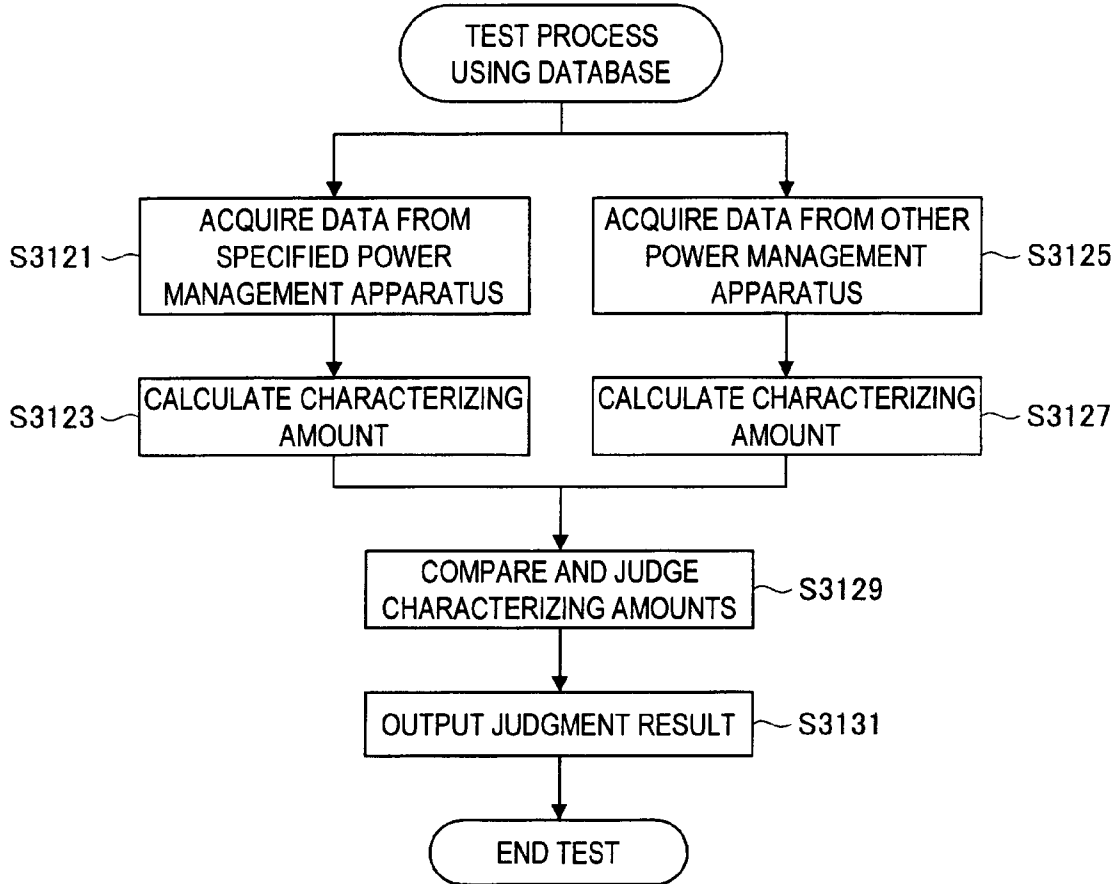 TEST PROCESS
USING DATABASE
S3121
ACQUIRE DATA FROM
SPECIFIED POWER
MANAGEMENT APPARATUS
ACQUIRE DATA FROM OTHER
POWER MANAGEMENT
APPARATUS
S3125
S3123
CALCULATE CHARACTERIZING
AMOUNT
CALCULATE CHARACTERIZING
AMOUNT
S3127
COMPARE AND JUDGE
CHARACTERIZING AMOUNTS
S3129
OUTPUT JUDGMENT RESULT
S3131
END TEST